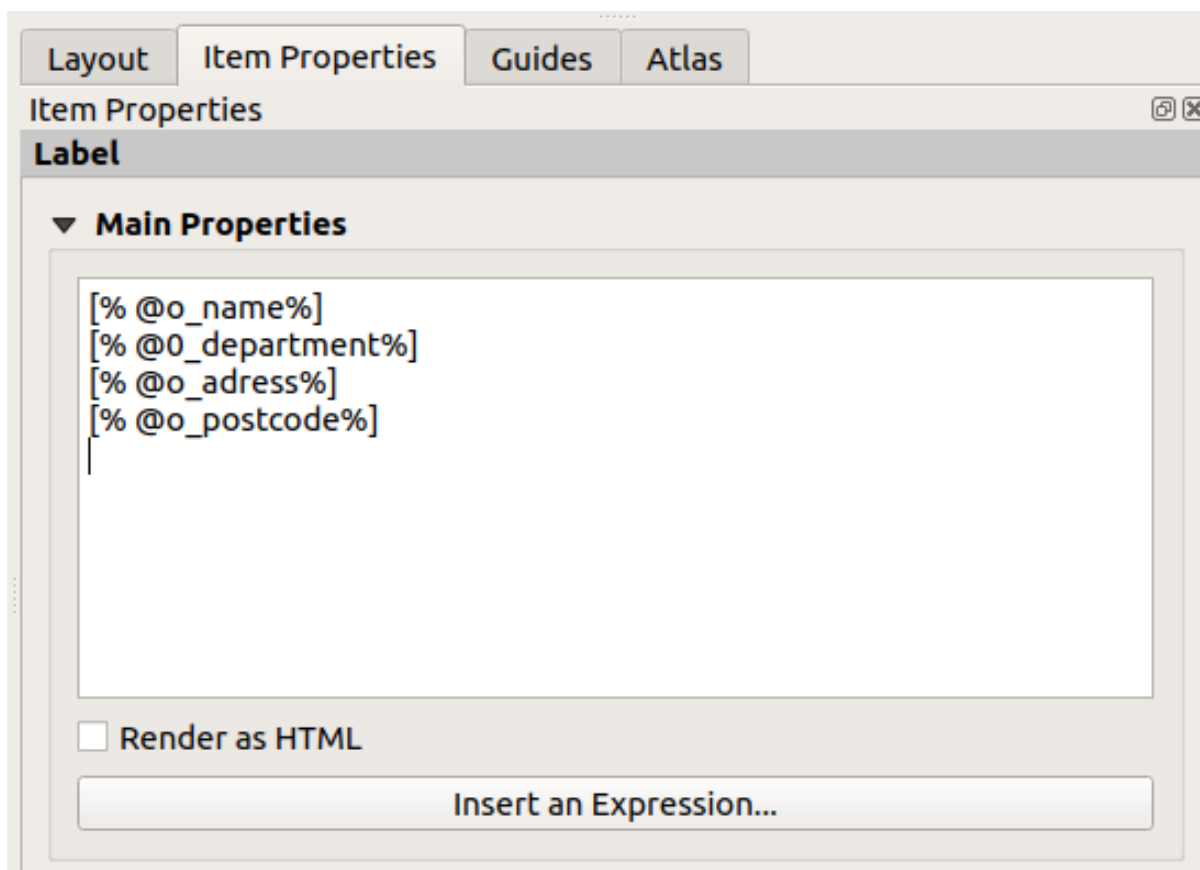 Layout Item Properties Guides Atlas
Item Properties
Label
Main Properties
[% @o_name%]
[% @0_department%]
[% @o_adress%]
[% @o_postcode%]
Render as HTML
Insert an Expression...